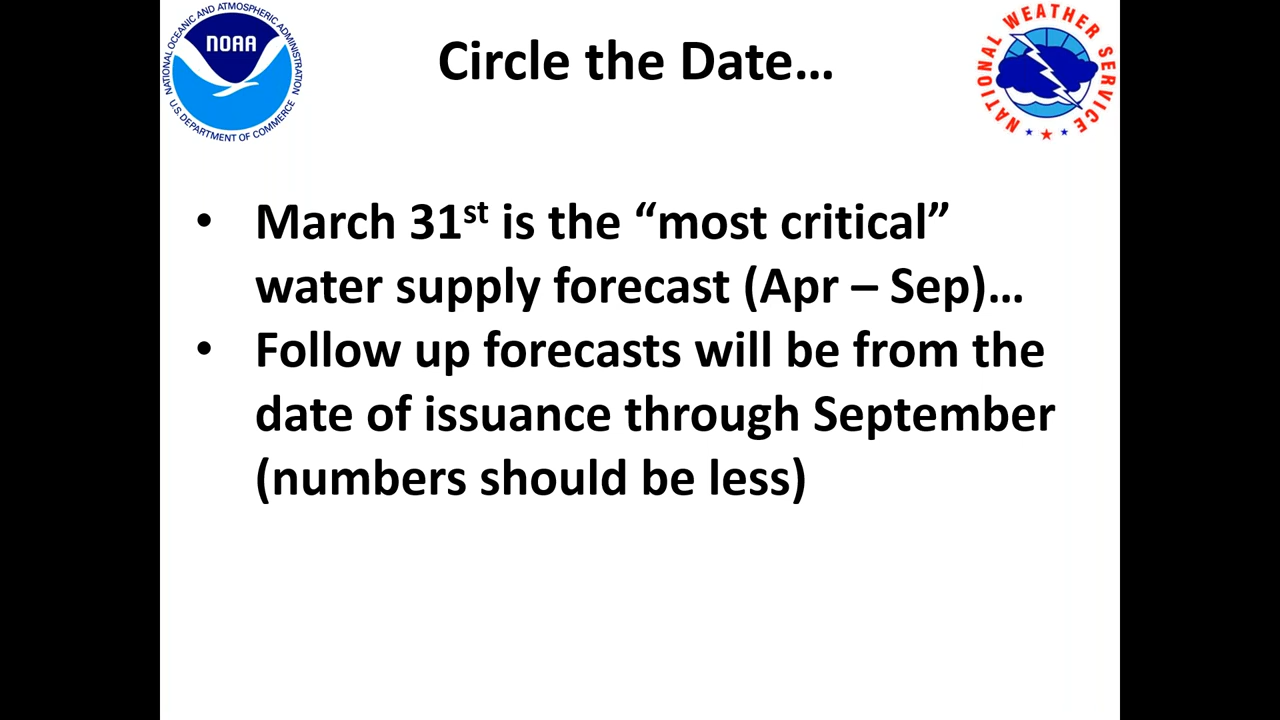 NATIONAL OCEANIC AND ATMOSPHERIC ADMINISTRATION
NOAA
U.S. DEPARTMENT OF COMMERCE
Circle the Date...
NATIONAL WEATHER SERVICE
• March 31st is the “most critical”
water supply forecast (Apr – Sep)...
• Follow up forecasts will be from the
date of issuance through September
(numbers should be less)